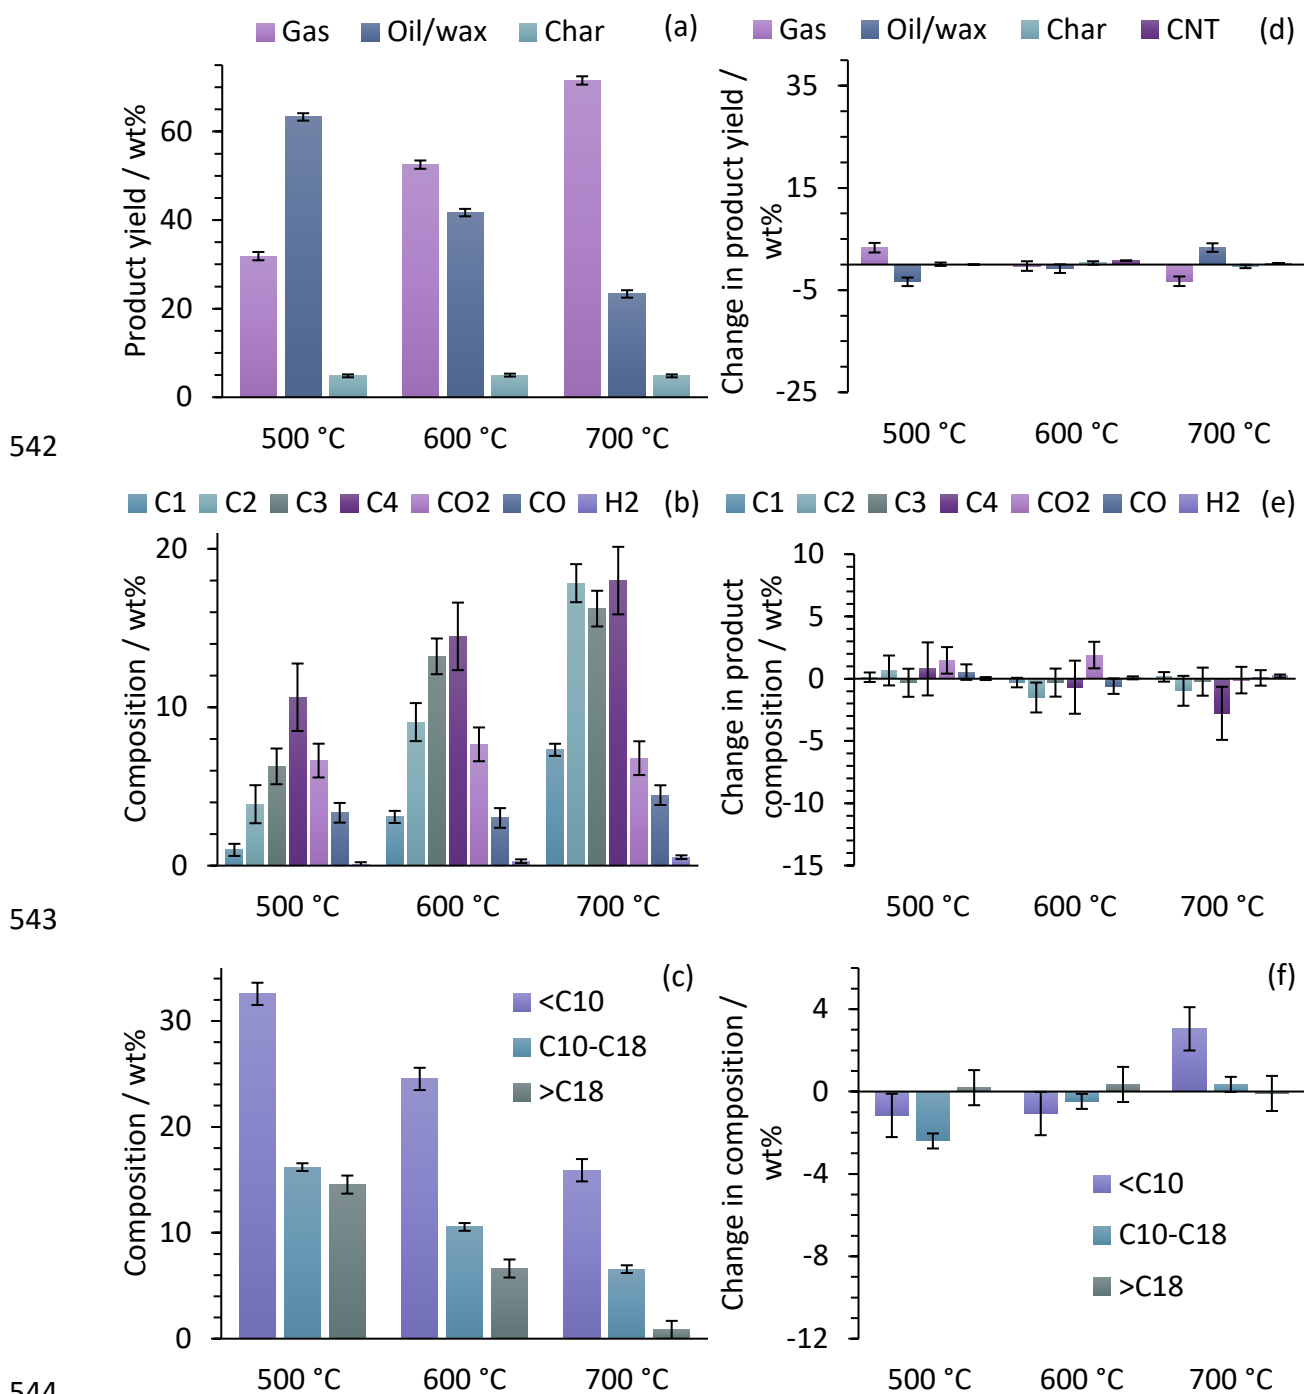 Gas Oil/wax Char (a)
Product yield / wt%
60
40
20
0
500 °C 600 °C 700 °C
542
Gas Oil/wax Char CNT (d)
Change in product yield /
wt%
35
15
-5
-25
500 °C 600 °C 700 °C
C1 C2 C3 C4 CO2 CO H2 (b)
Composition / wt%
20
10
0
500 °C 600 °C 700 °C
543
C1 C2 C3 C4 CO2 CO H2 (e)
Change in product
composition / wt%
10
5
0
-5
-10
-15
500 °C 600 °C 700 °C
(c)
<C10
C10-C18
>C18
Composition / wt%
30
20
10
0
500 °C 600 °C 700 °C
544
(f)
Change in composition /
wt%
4
0
-4
-8
-12
<C10
C10-C18
>C18
500 °C 600 °C 700 °C